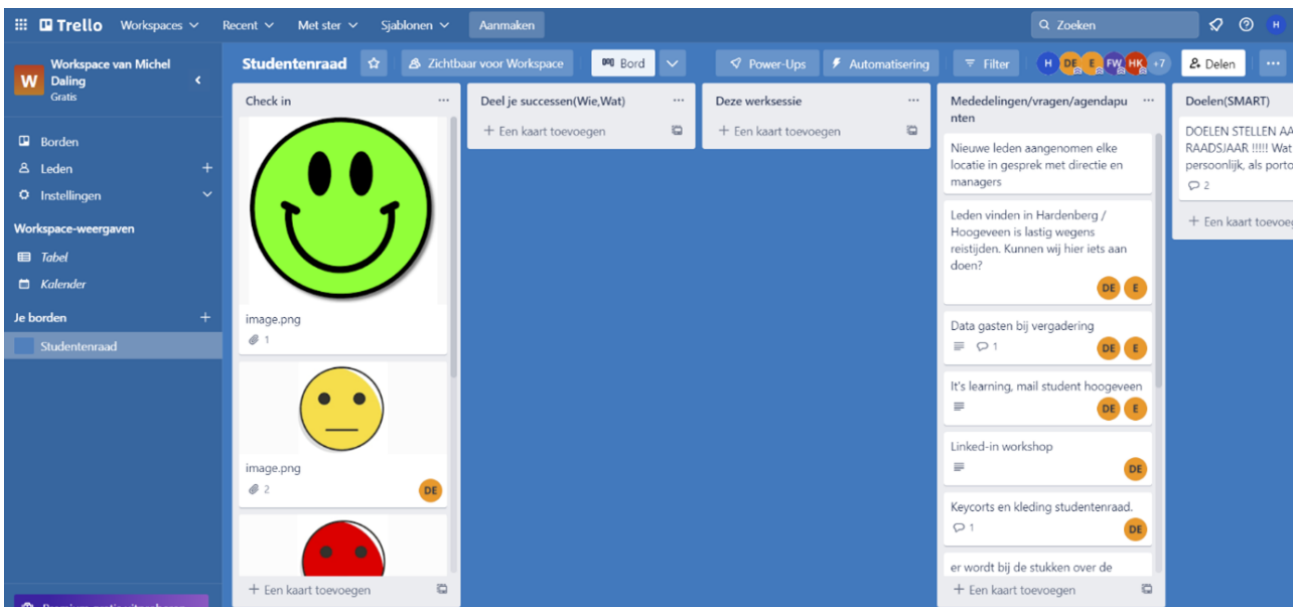 Trello Workspaces Recent Met ster Sjablonen Aanmaken Zoeken H
W Workspace van Michel Daling
Gratis
Borden
Leden
Instellingen
Workspace-weergaven
Tabel
Kalender
Je borden
Studentenraad
Studentenraad Zichtbaar voor Workspace Bord Power-Ups Automatisering Filter H DE E FW HK +7 Delen
Check in
image.png
1
image.png
2 DE
Een kaart toevoegen
Deel je successen(Wie,Wat)
Een kaart toevoegen
Deze werksessie
Een kaart toevoegen
Mededelingen/vragen/agendapu
nten
Nieuwe leden aangenomen elke
locatie in gesprek met directie en
managers
Leden vinden in Hardenberg /
Hoogeveen is lastig wegens
reistijden. Kunnen wij hier iets aan
doen?
DE E
Data gasten bij vergadering
1 DE E
It's learning, mail student hoogeveen
DE E
Linked-in workshop
DE
Keycorts en kleding studentenraad.
1 DE
er wordt bij de stukken over de
Een kaart toevoegen
Doelen(SMART)
DOELEN STELLEN AA
RAADSJAAR !!!!! Wat
persoonlijk, als porto
2
Een kaart toevoeg